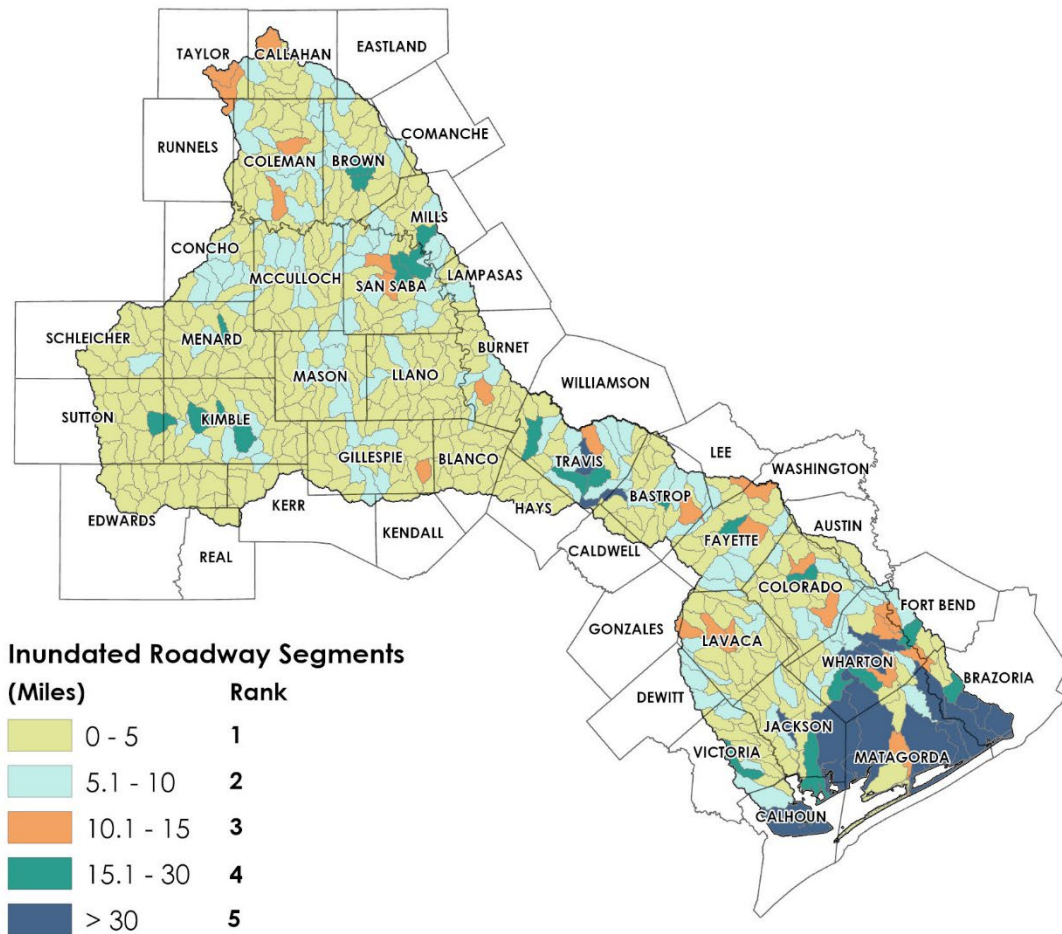 EASTLAND
TAYLOR
CALLAHAN
COMANCHE
RUNNELS
COLEMAN
BROWN
MILLS
CONCHO
LAMPASAS
MCCULLOCH
SAN SABA
SCHLEICHER
MENARD
BURNET
MASON
LLANO
WILLIAMSON
SUTTON
KIMBLE
LEE
GILLESPIE
BLANCO
TRAVIS
WASHINGTON
BASTROP
EDWARDS
KERR
HAYS
AUSTIN
REAL
KENDALL
CALDWELL
FAYETTE
COLORADO
FORT BEND
GONZALES
LAVACA
WHARTON
BRAZORIA
DEWITT
JACKSON
VICTORIA
MATAGORDA
CALHOUN
Inundated Roadway Segments
(Miles) Rank
0 - 5 1
5.1 - 10 2
10.1 - 15 3
15.1 - 30 4
> 30 5